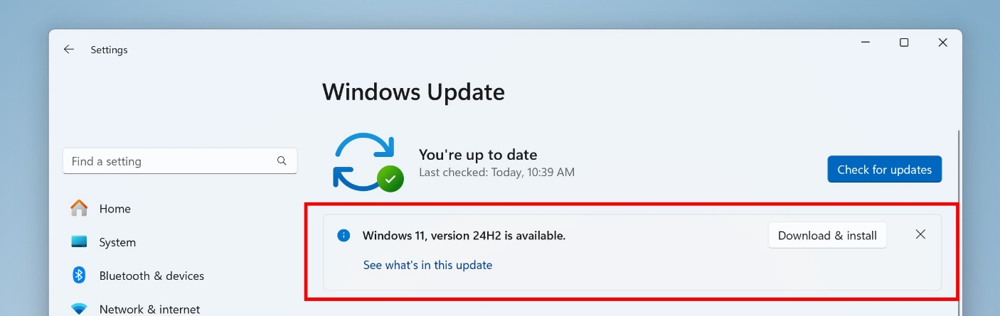 Settings
Windows Update
Find a setting
You're up to date
Last checked: Today, 10:39 AM
Check for updates
Home
System
Bluetooth & devices
Network & internet
Windows 11, version 24H2 is available.
Download & install
See what's in this update